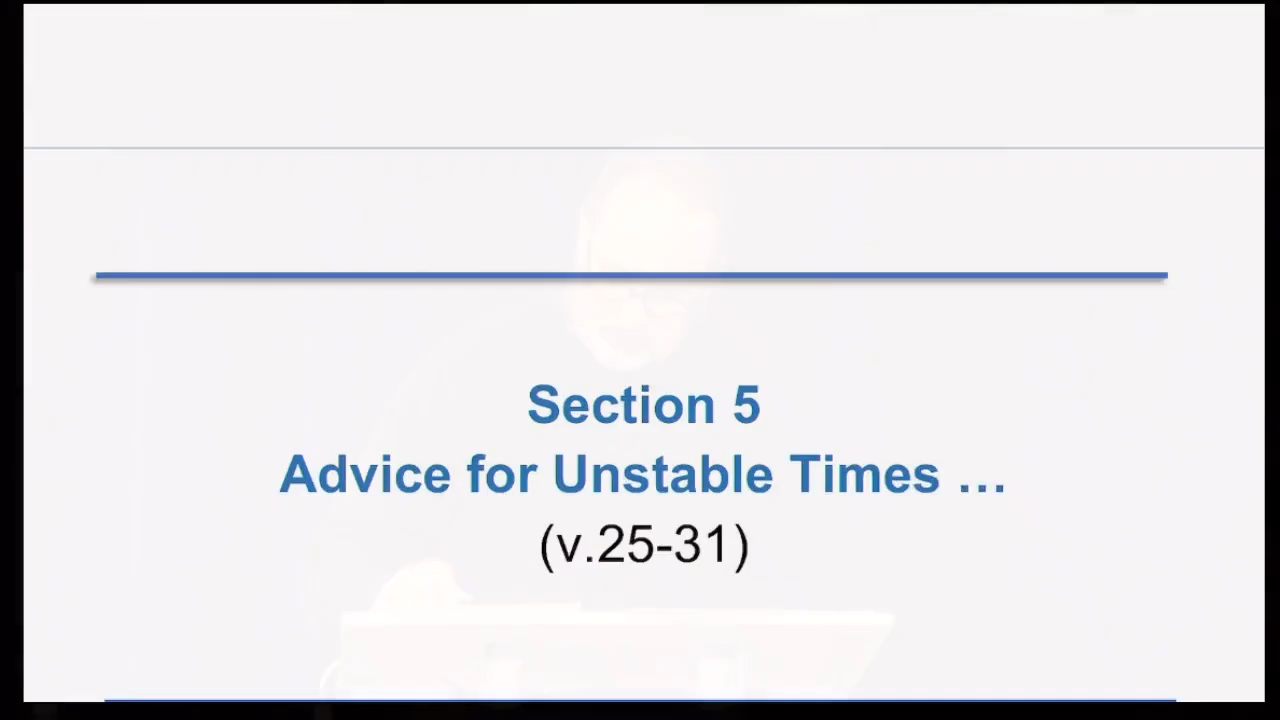 Section 5
Advice for Unstable Times …
(v.25-31)